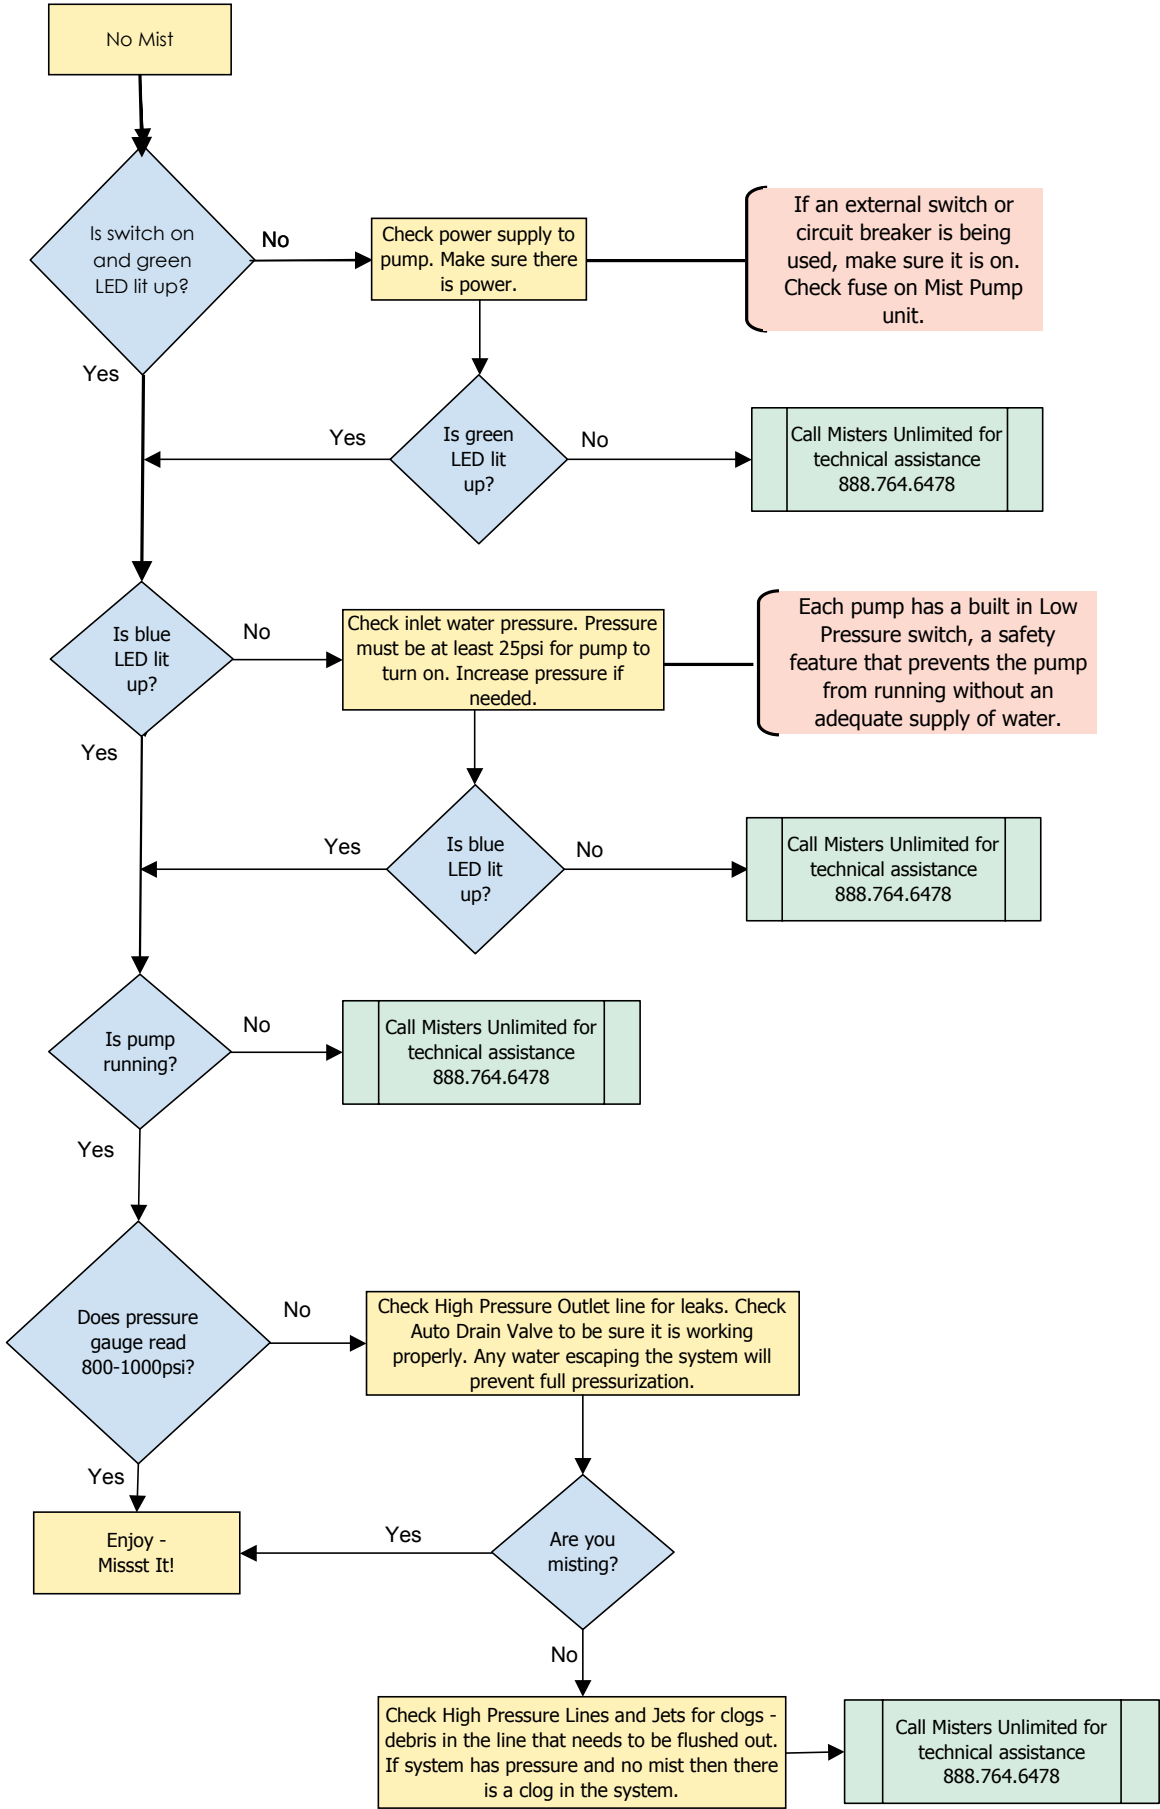 No Mist
Is switch on
and green
LED lit up?
No
Check power supply to
pump. Make sure there
is power.
If an external switch or
circuit breaker is being
used, make sure it is on.
Check fuse on Mist Pump
unit.
Yes
Is green
LED lit
up?
Yes
No
Call Misters Unlimited for
technical assistance
888.764.6478
Is blue
LED lit
up?
No
Check inlet water pressure. Pressure
must be at least 25psi for pump to
turn on. Increase pressure if
needed.
Each pump has a built in Low
Pressure switch, a safety
feature that prevents the pump
from running without an
adequate supply of water.
Yes
Is blue
LED lit
up?
Yes
No
Call Misters Unlimited for
technical assistance
888.764.6478
Is pump
running?
No
Call Misters Unlimited for
technical assistance
888.764.6478
Yes
Does pressure
gauge read
800-1000psi?
No
Check High Pressure Outlet line for leaks. Check
Auto Drain Valve to be sure it is working
properly. Any water escaping the system will
prevent full pressurization.
Yes
Enjoy -
Missst It!
Yes
Are you
misting?
No
Check High Pressure Lines and Jets for clogs -
debris in the line that needs to be flushed out.
If system has pressure and no mist then there
is a clog in the system.
Call Misters Unlimited for
technical assistance
888.764.6478